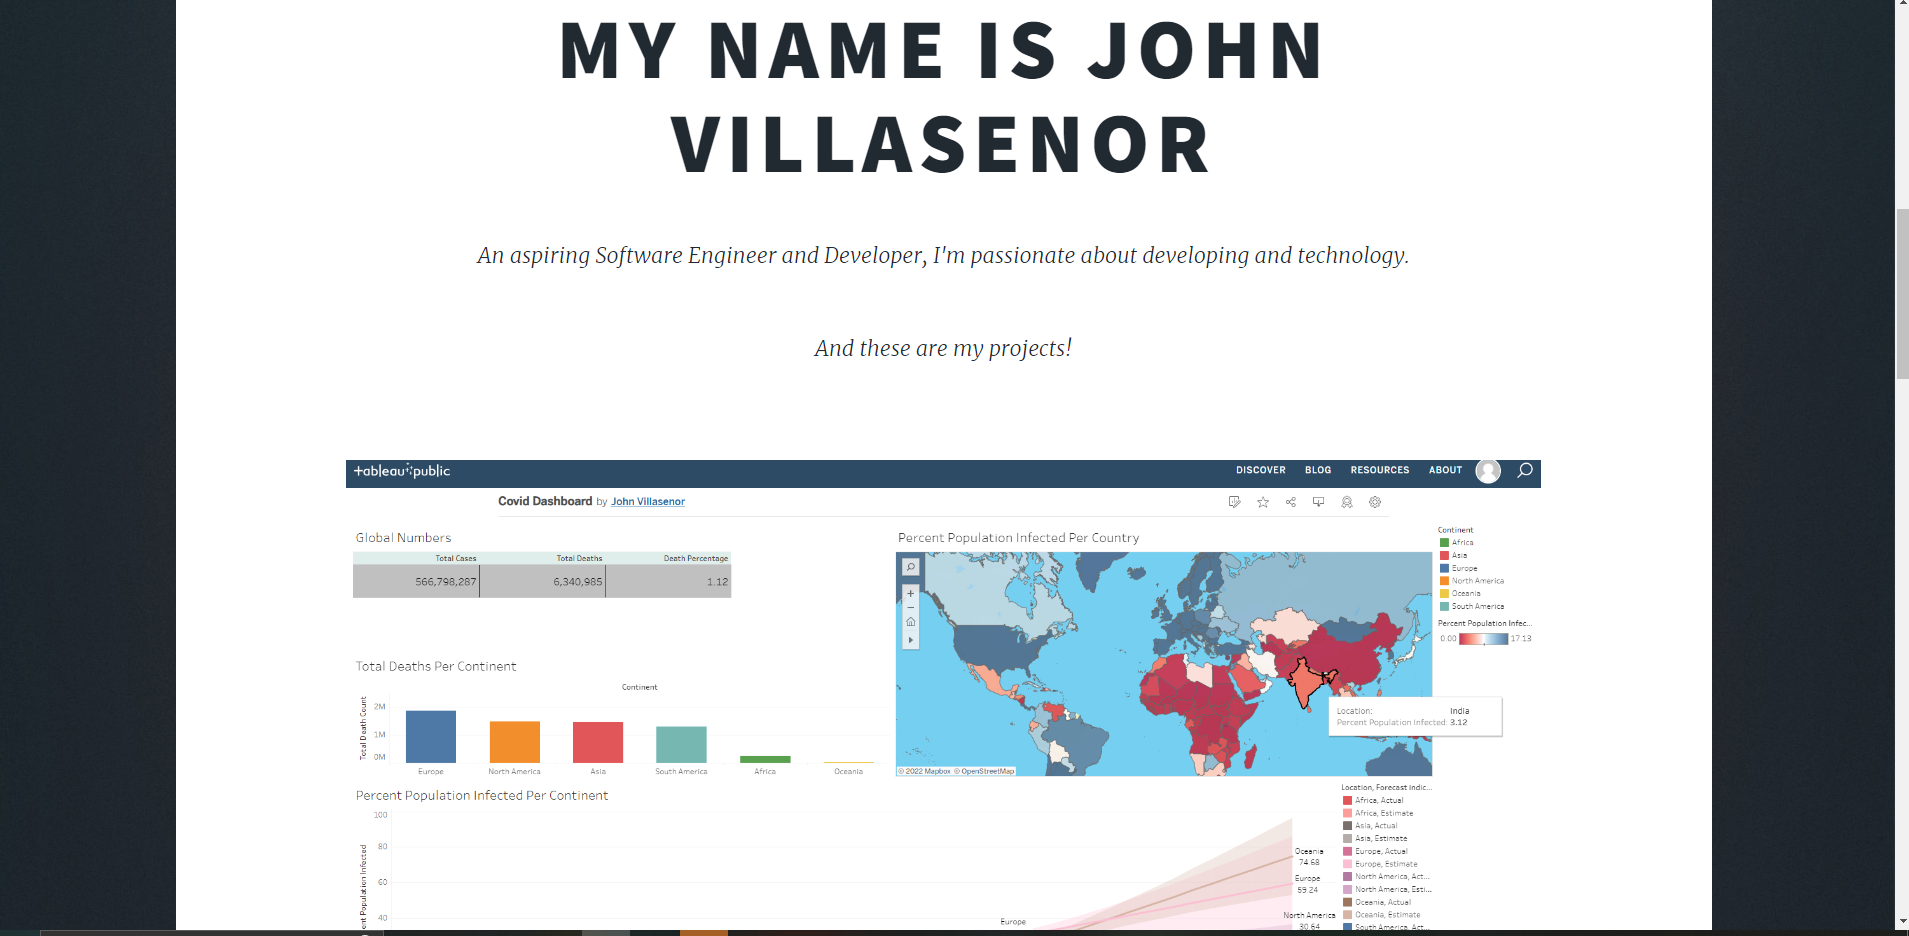 MY NAME IS JOHN
VILLASENOR
An aspiring Software Engineer and Developer, I'm passionate about developing and technology.
And these are my projects!
+ableau public
DISCOVER BLOG RESOURCES ABOUT
Covid Dashboard by John Villasenor
Global Numbers
Total Cases Total Deaths Death Percentage
566,798,287 6,340,985 1.12
Total Deaths Per Continent
Continent
Total Death Count
2M
1M
0M
Europe North America Asia South America Africa Oceania
Percent Population Infected Per Country
© 2022 Mapbox © OpenStreetMap
Location: India
Percent Population Infected: 3.12
Continent
Africa
Asia
Europe
North America
Oceania
South America
Percent Population Infec...
0.00 17.13
Percent Population Infected Per Continent
100
80
60
40
ent Population Infected
Oceania
74.68
Europe
59.24
Europe
North America
30.64
Location, Forecast indic...
Africa, Actual
Africa, Estimate
Asia, Actual
Asia, Estimate
Europe, Actual
Europe, Estimate
North America, Act...
North America, Esti...
Oceania, Actual
Oceania, Estimate
South America, Act...